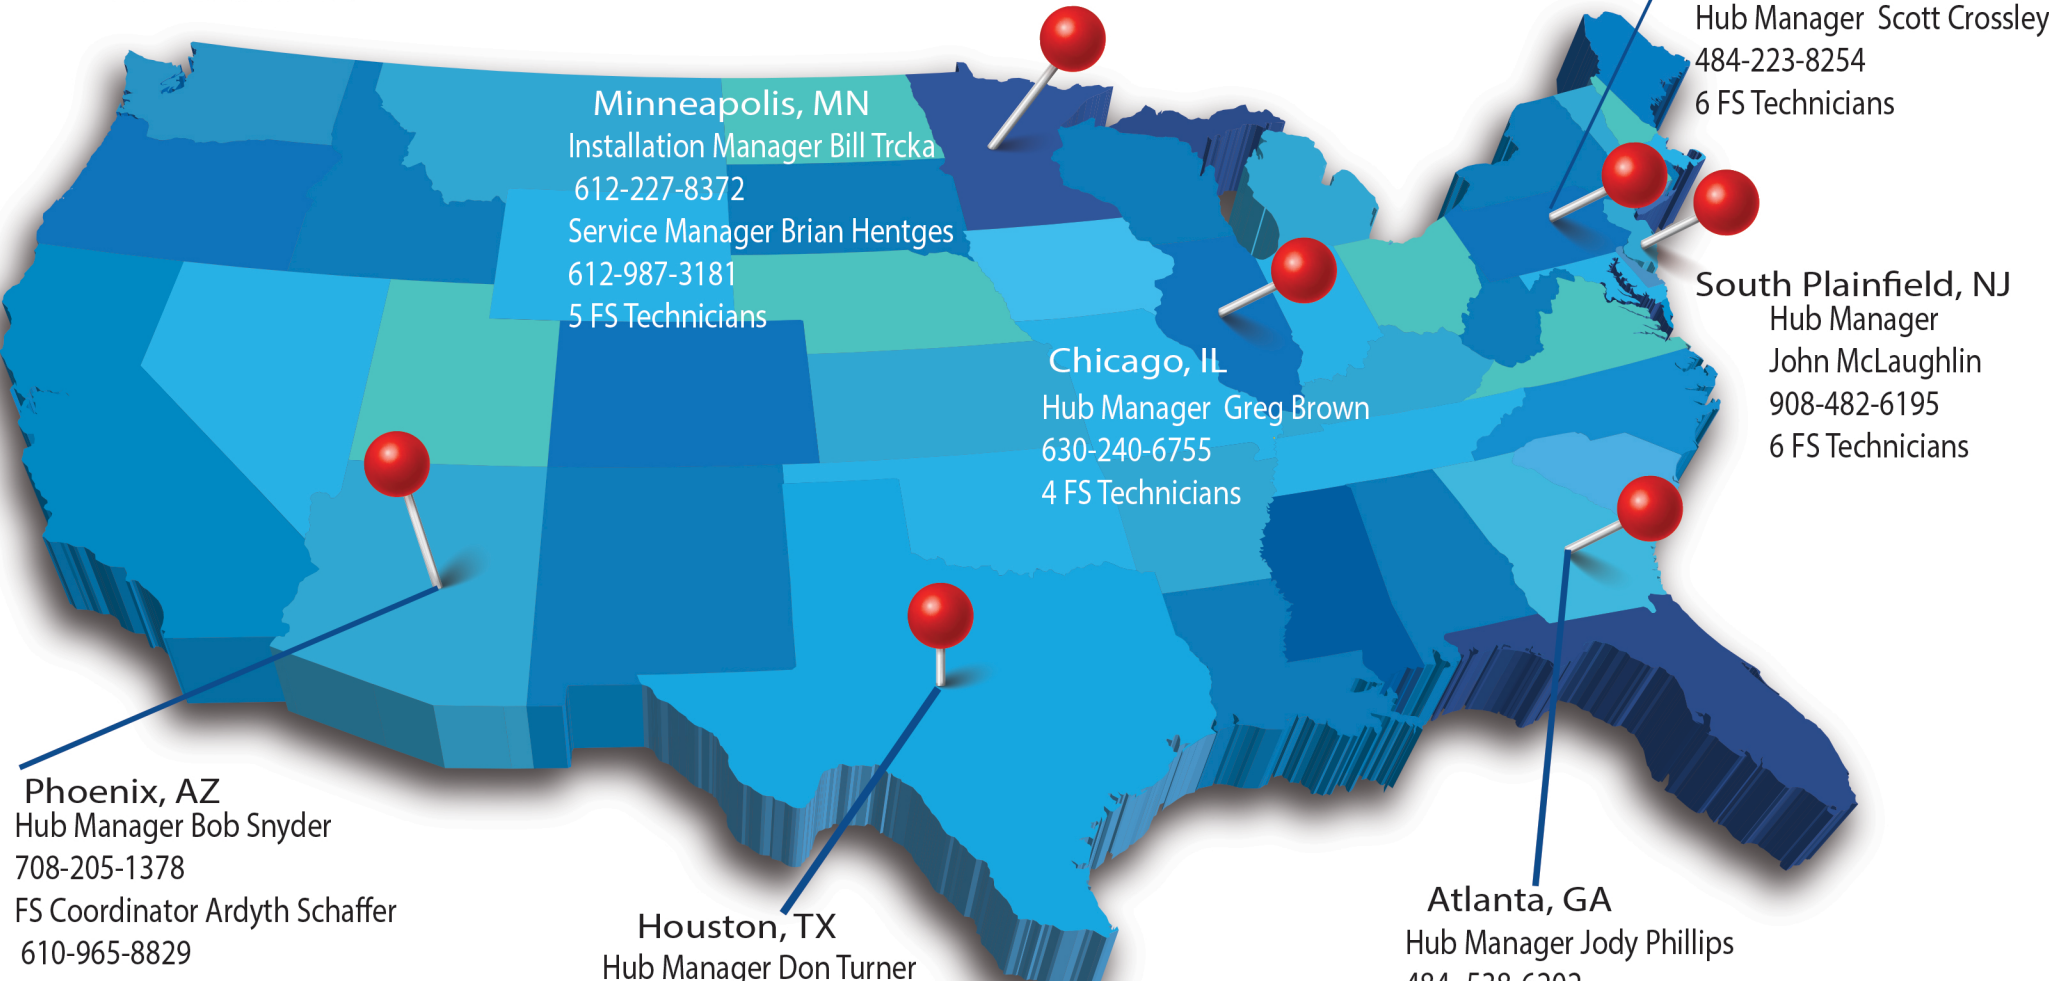 Hub Manager Scott Crossley
484-223-8254
6 FS Technicians
Minneapolis, MN
Installation Manager Bill Trcka
612-227-8372
Service Manager Brian Hentges
612-987-3181
5 FS Technicians
South Plainfield, NJ
Hub Manager
John McLaughlin
908-482-6195
6 FS Technicians
Chicago, IL
Hub Manager Greg Brown
630-240-6755
4 FS Technicians
Phoenix, AZ
Hub Manager Bob Snyder
708-205-1378
FS Coordinator Ardyth Schaffer
610-965-8829
Houston, TX
Hub Manager Don Turner
Atlanta, GA
Hub Manager Jody Phillips